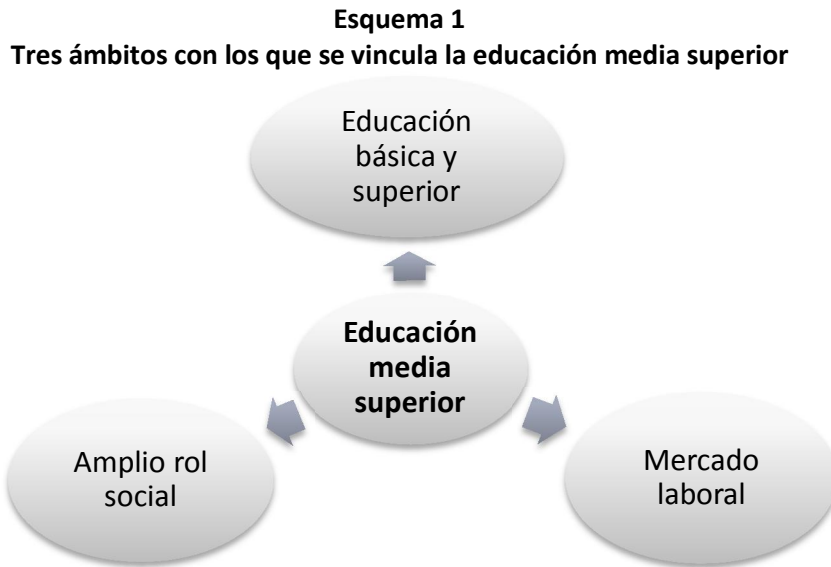 Esquema 1
Tres ámbitos con los que se vincula la educación media superior
Educación
básica y
superior
Educación
media
superior
Amplio rol
social
Mercado
laboral